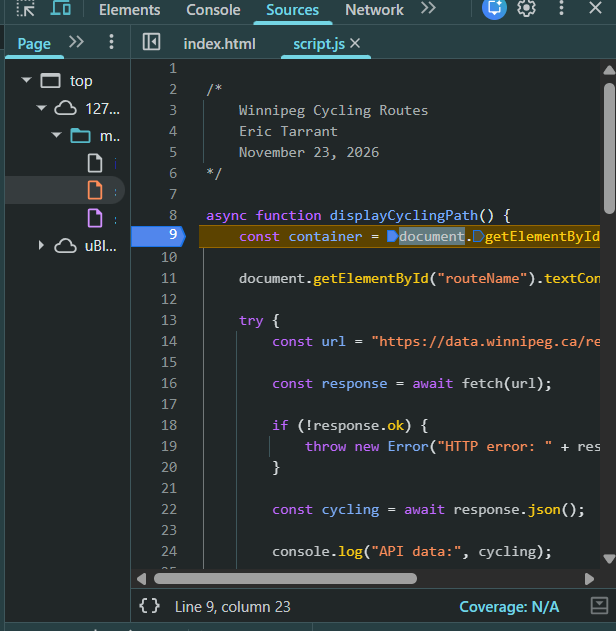 Elements Console Sources Network
Page index.html script.js
top
127...
m..
uBl...
1
2 /*
3 Winnipeg Cycling Routes
4 Eric Tarrant
5 November 23, 2026
6 */
7
8 async function displayCyclingPath() {
9 const container = document.getElementById
10
11 document.getElementById("routeName").textCon
12
13 try {
14 const url = "https://data.winnipeg.ca/re
15
16 const response = await fetch(url);
17
18 if (!response.ok) {
19 throw new Error("HTTP error: " + res
20 }
21
22 const cycling = await response.json();
23
24 console.log("API data:", cycling);
{} Line 9, column 23 Coverage: N/A